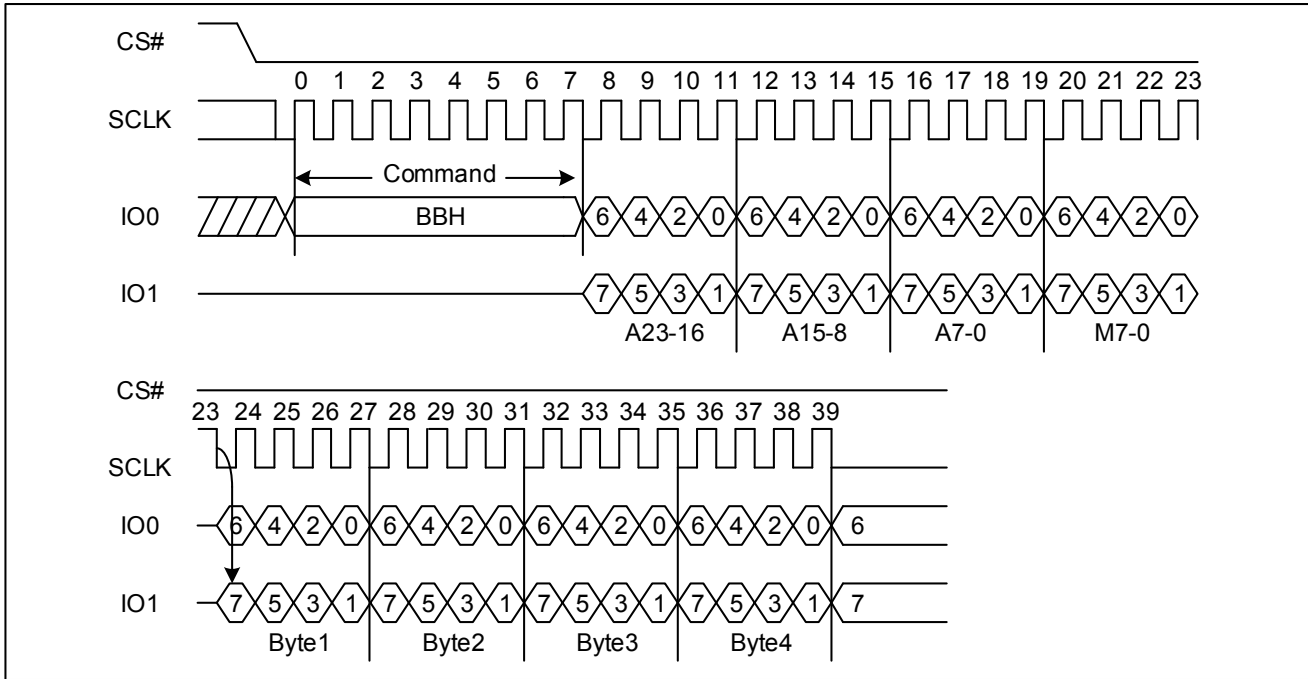 CS#
0 1 2 3 4 5 6 7 8 9 10 11 12 13 14 15 16 17 18 19 20 21 22 23
SCLK
Command
IO0 BBH 6 4 2 0 6 4 2 0 6 4 2 0 6 4 2 0
IO1 7 5 3 1 7 5 3 1 7 5 3 1 7 5 3 1
A23-16 A15-8 A7-0 M7-0
CS#
23 24 25 26 27 28 29 30 31 32 33 34 35 36 37 38 39
SCLK
IO0 6 4 2 0 6 4 2 0 6 4 2 0 6 4 2 0 6
IO1 7 5 3 1 7 5 3 1 7 5 3 1 7 5 3 1 7
Byte1 Byte2 Byte3 Byte4